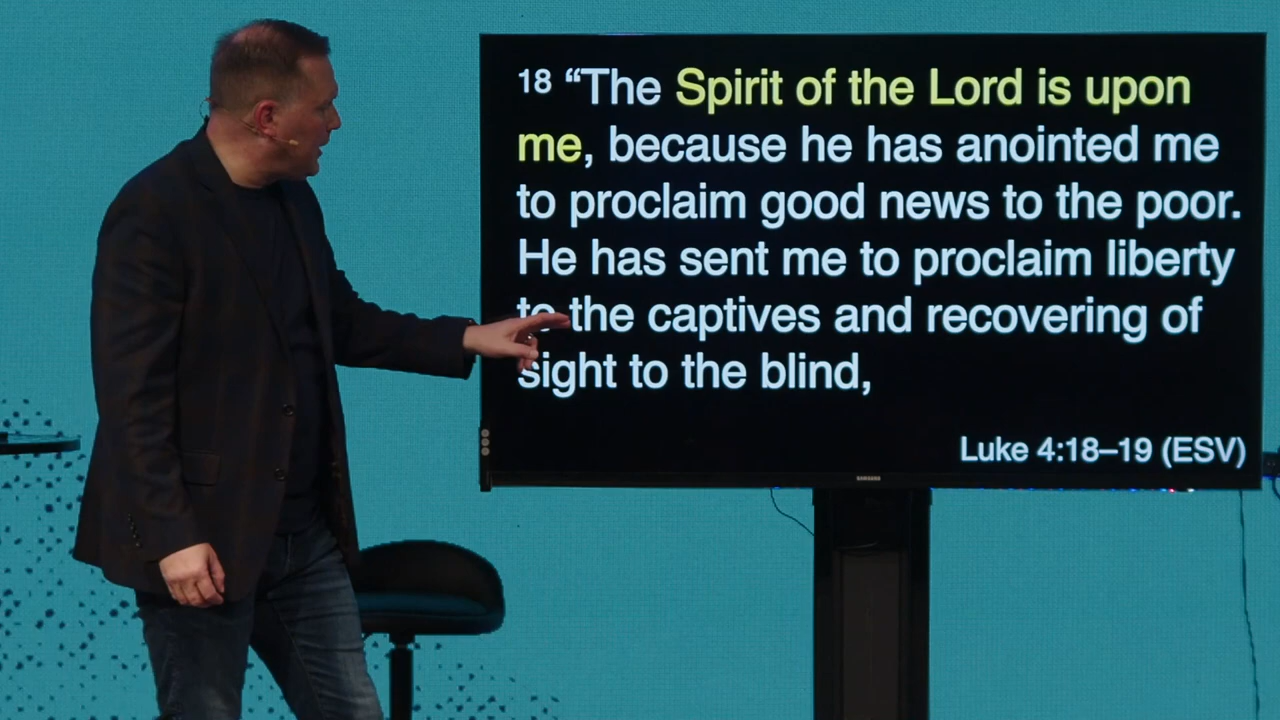 18 “The Spirit of the Lord is upon
me, because he has anointed me
to proclaim good news to the poor.
He has sent me to proclaim liberty
to the captives and recovering of
sight to the blind,
Luke 4:18–19 (ESV)
SAMSUNG